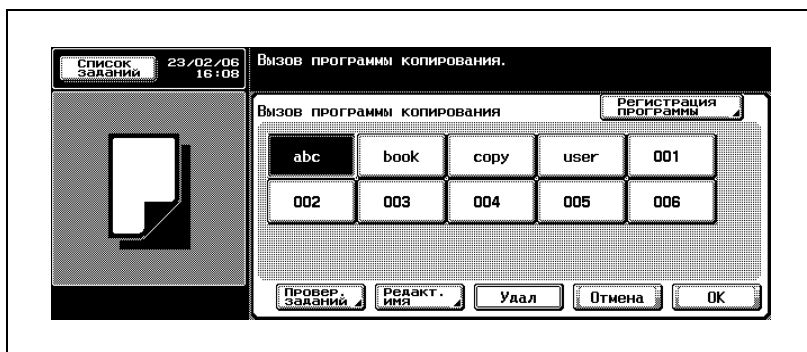 Список
заданий
23/02/06
16:08
Вызов программы копирования.
Вызов программы копирования
Регистрация
программы
abc book copy user 001
002 003 004 005 006
Провер.
заданий
Редакт.
имя
Удал
Отмена
OK